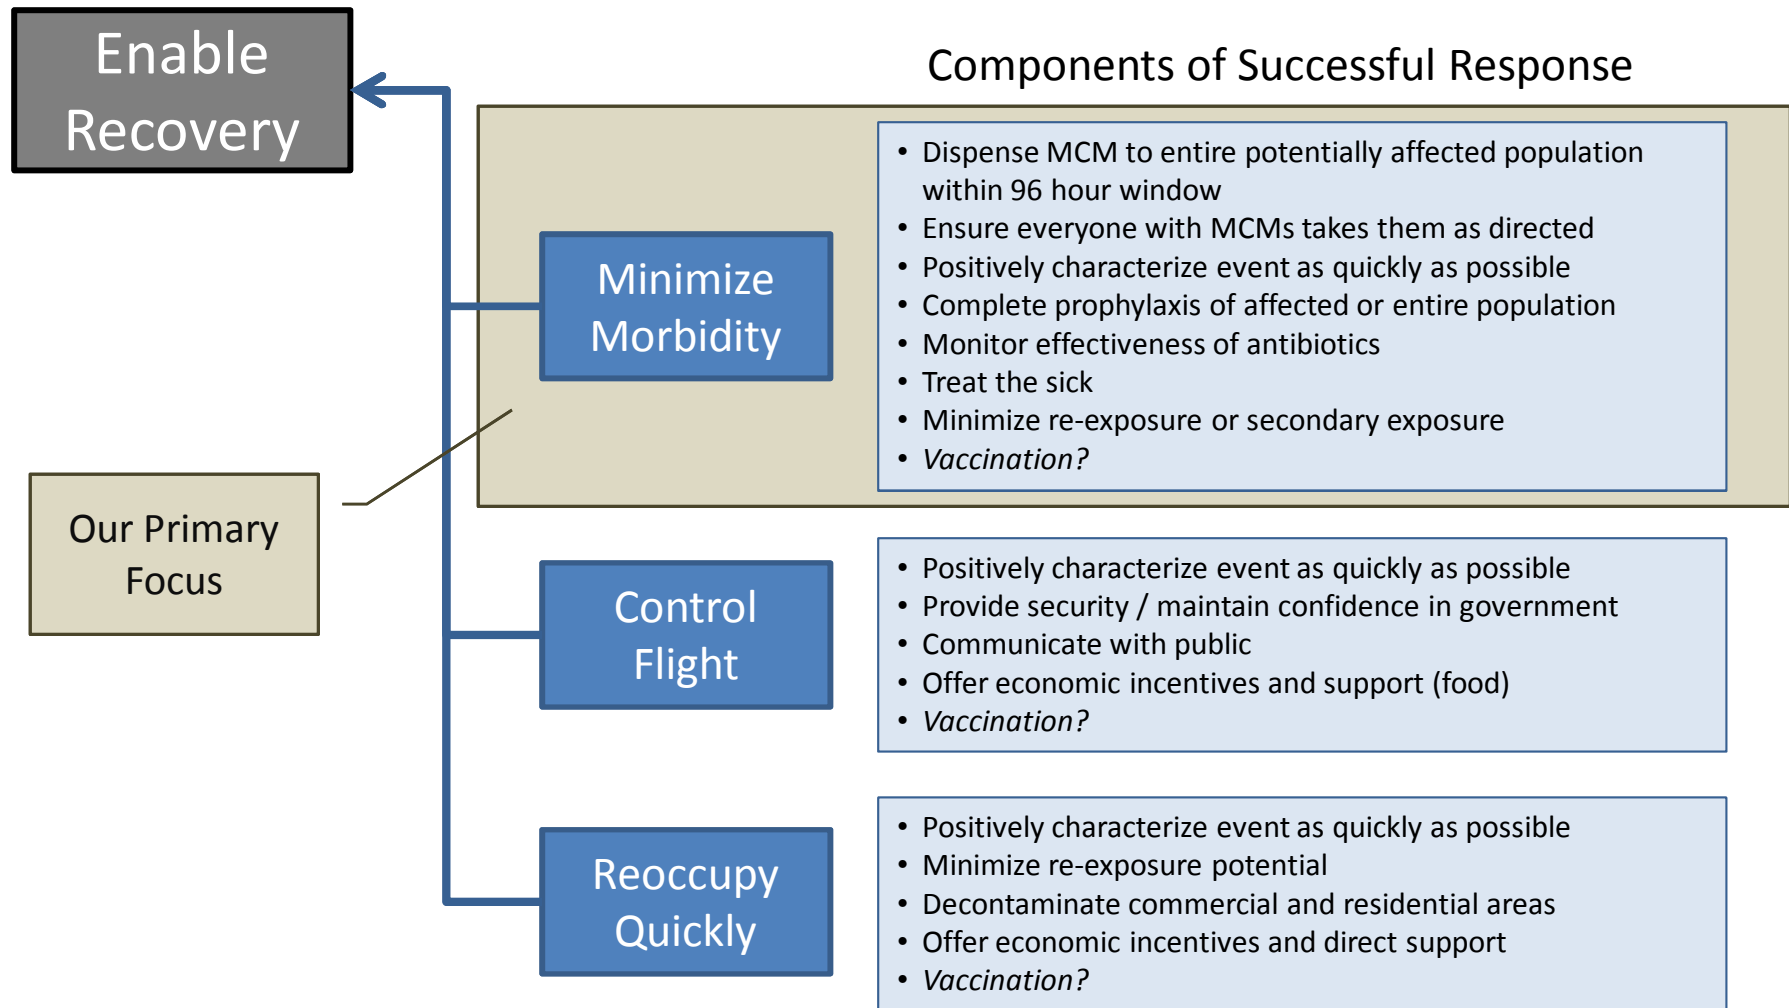 Enable
Recovery
Components of Successful Response
Minimize
Morbidity
• Dispense MCM to entire potentially affected population
within 96 hour window
• Ensure everyone with MCMs takes them as directed
• Positively characterize event as quickly as possible
• Complete prophylaxis of affected or entire population
• Monitor effectiveness of antibiotics
• Treat the sick
• Minimize re-exposure or secondary exposure
• Vaccination?
Our Primary
Focus
Control
Flight
• Positively characterize event as quickly as possible
• Provide security / maintain confidence in government
• Communicate with public
• Offer economic incentives and support (food)
• Vaccination?
Reoccupy
Quickly
• Positively characterize event as quickly as possible
• Minimize re-exposure potential
• Decontaminate commercial and residential areas
• Offer economic incentives and direct support
• Vaccination?